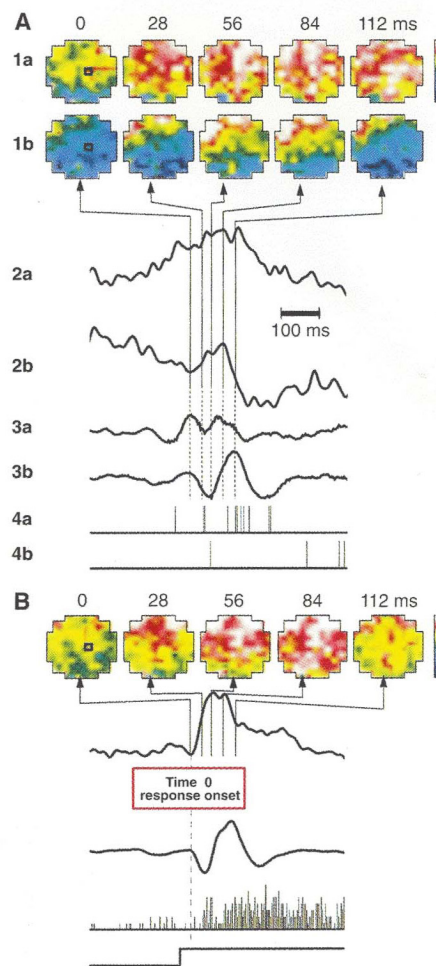 A
0 28 56 84 112 ms
1a
1b
2a
100 ms
2b
3a
3b
4a
4b
B
0 28 56 84 112 ms
Time 0
response onset